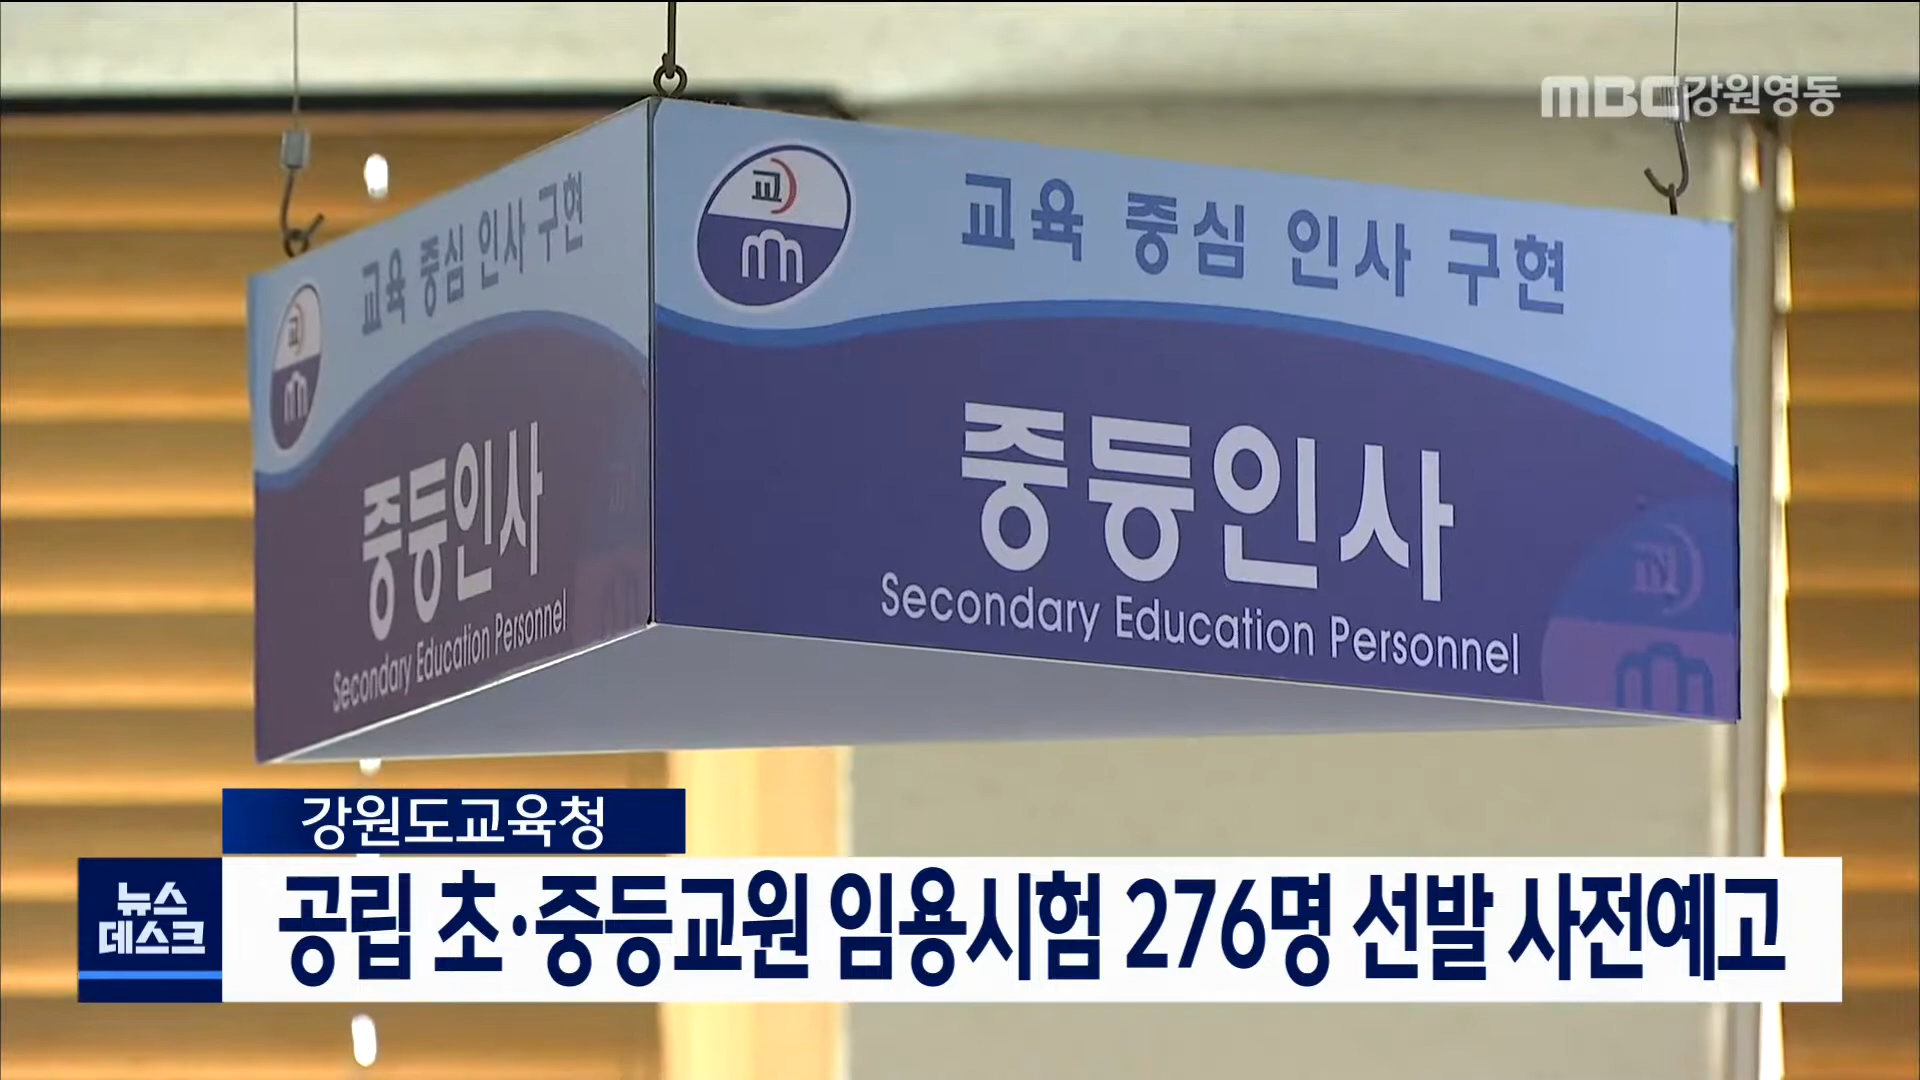 MBC강원영동
교
교육 중심 인사 구현
중등인사
Secondary Education Personnel
교
교육 중심 인사 구현
중등인사
Secondary Education Personnel
교
강원도교육청
뉴스
데스크
공립 초·중등교원 임용시험 276명 선발 사전예고